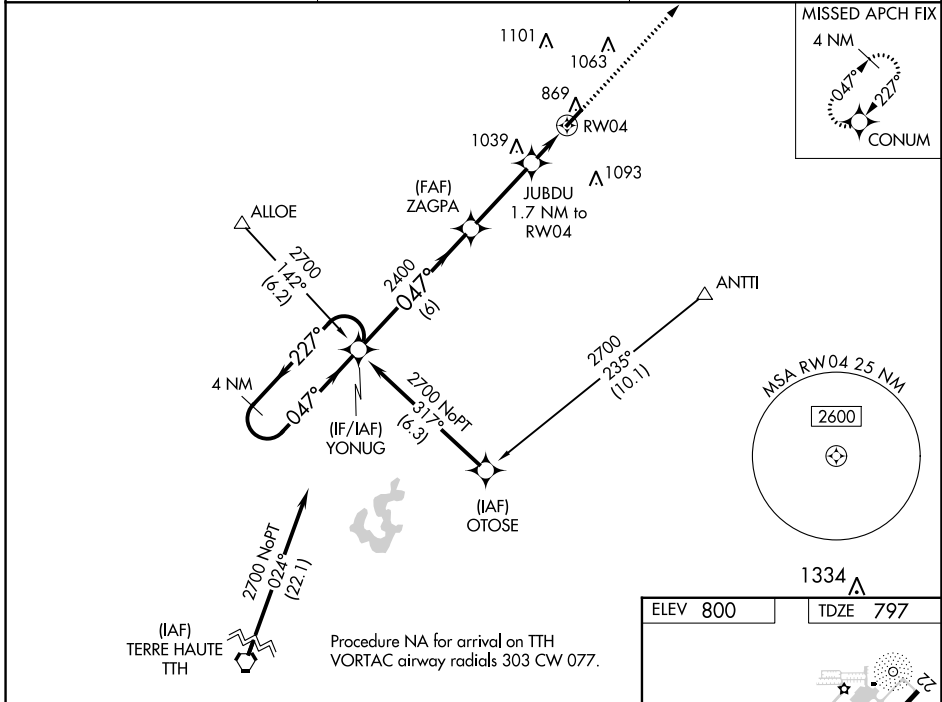 MISSED APCH FIX
4 NM
047°
227°
CONUM
1101
1063
869
RW04
1039
1093
JUBDU
1.7 NM to
RW04
(FAF)
ZAGPA
ALLOE
2700
142°
(6.2)
2400
047°
(6)
ANTTI
2700
235°
(10.1)
227°
4 NM
047°
(IF/IAF)
YONUG
2700 NoPT
317°
(6.3)
(IAF)
OTOSE
MSA RW04 25 NM
2600
2700 NoPT
024°
(22.1)
(IAF)
TERRE HAUTE
TTH
Procedure NA for arrival on TTH
VORTAC airway radials 303 CW 077.
1334
ELEV 800
TDZE 797
22